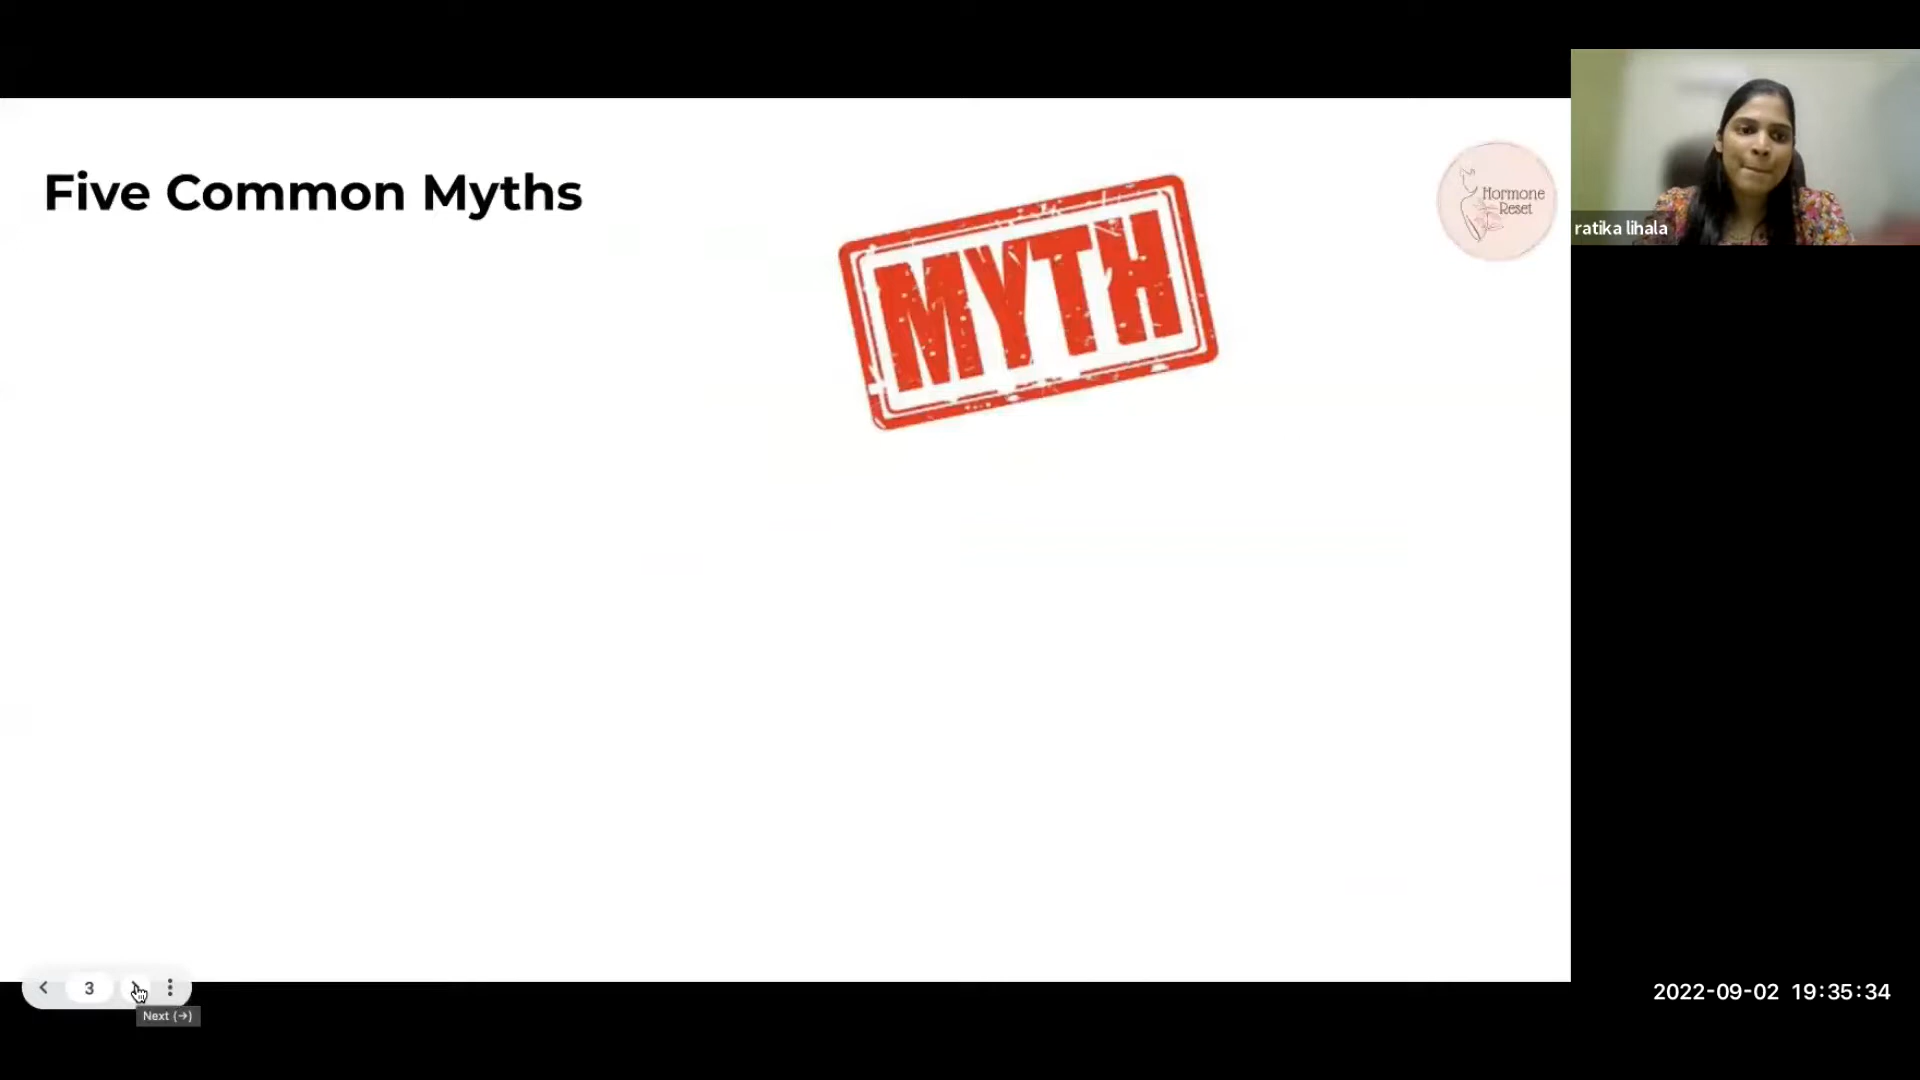 Five Common Myths
MYTH
Hormone
Reset
ratika lihala
3
Next (→)
2022-09-02 19:35:34